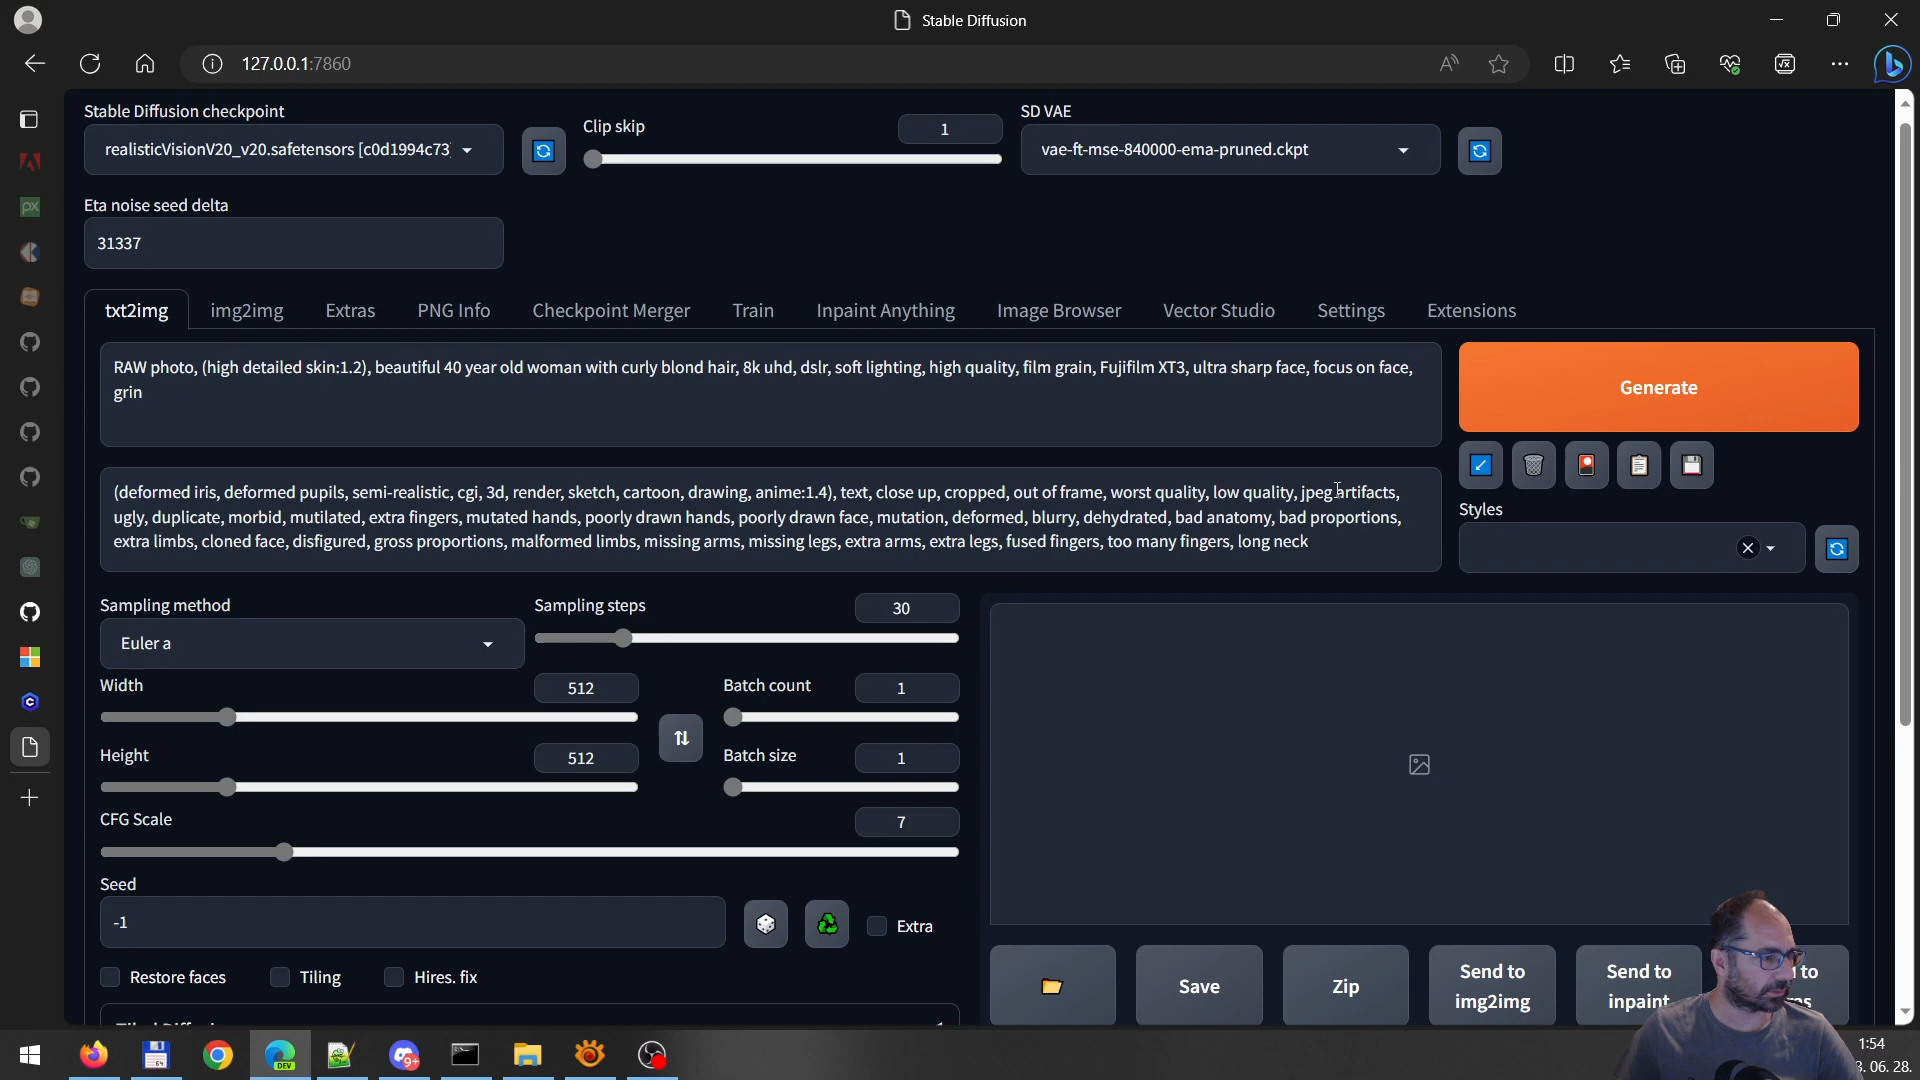 Stable Diffusion
127.0.0.1:7860
Stable Diffusion checkpoint
realisticVisionV20_v20.safetensors [c0d1994c73]
Clip skip
1
SD VAE
vae-ft-mse-840000-ema-pruned.ckpt
Eta noise seed delta
31337
txt2img
img2img
Extras
PNG Info
Checkpoint Merger
Train
Inpaint Anything
Image Browser
Vector Studio
Settings
Extensions
RAW photo, (high detailed skin:1.2), beautiful 40 year old woman with curly blond hair, 8k uhd, dslr, soft lighting, high quality, film grain, Fujifilm XT3, ultra sharp face, focus on face,
grin
Generate
(deformed iris, deformed pupils, semi-realistic, cgi, 3d, render, sketch, cartoon, drawing, anime:1.4), text, close up, cropped, out of frame, worst quality, low quality, jpeg artifacts,
ugly, duplicate, morbid, mutilated, extra fingers, mutated hands, poorly drawn hands, poorly drawn face, mutation, deformed, blurry, dehydrated, bad anatomy, bad proportions,
extra limbs, cloned face, disfigured, gross proportions, malformed limbs, missing arms, missing legs, extra arms, extra legs, fused fingers, too many fingers, long neck
Styles
Sampling method
Euler a
Sampling steps
30
Width
512
Batch count
1
Height
512
Batch size
1
CFG Scale
7
Seed
-1
Extra
Restore faces
Tiling
Hires. fix
Save
Zip
Send to
img2img
Send to
inpaint
to
1:54
3. 06. 28.